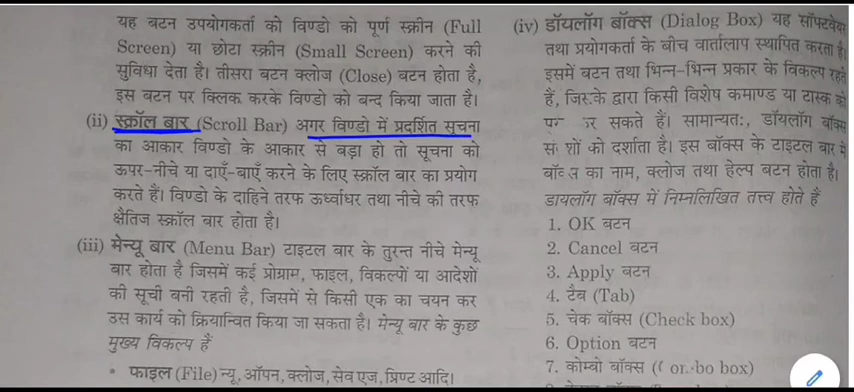 यह बटन उपयोगकर्ता को विण्डो को पूर्ण स्क्रीन (Full
Screen) या छोटा स्क्रीन (Small Screen) करने की
सुविधा देता है। तीसरा बटन क्लोज (Close) बटन होता है,
इस बटन पर क्लिक करके विण्डो को बन्द किया जाता है।
(ii) स्क्रॉल बार (Scroll Bar) अगर विण्डो में प्रदर्शित सूचना
का आकार विण्डो के आकार से बड़ा हो तो सूचना को
ऊपर-नीचे या दाएँ-बाएँ करने के लिए स्क्रॉल बार का प्रयोग
करते हैं। विण्डो के दाहिने तरफ ऊर्ध्वाधर तथा नीचे की तरफ
क्षैतिज स्क्रॉल बार होता है।
(iii) मेन्यू बार (Menu Bar) टाइटल बार के तुरन्त नीचे मेन्यू
बार होता है जिसमें कई प्रोग्राम, फाइल, विकल्पों या आदेशों
की सूची बनी रहती है, जिसमें से किसी एक का चयन कर
उस कार्य को क्रियान्वित किया जा सकता है। मेन्यू बार के कुछ
मुख्य विकल्प हैं
• फाइल (File) न्यू, ऑपन, क्लोज, सेव एज, प्रिण्ट आदि।
(iv) डॉयलॉग बॉक्स (Dialog Box) यह सॉफ्टवेयर
तथा प्रयोगकर्ता के बीच वार्तालाप स्थापित करता है।
इसमें बटन तथा भिन्न-भिन्न प्रकार के विकल्प रहते
हैं, जिसके द्वारा किसी विशेष कमाण्ड या टास्क को
कर सकते हैं। सामान्यतः, डॉयलॉग बॉक्स
को दर्शाता है। इस बॉक्स के टाइटल बार में
बॉक्स का नाम, क्लोज तथा हेल्प बटन होता है।
डायलॉग बॉक्स में निम्नलिखित तत्त्व होते हैं
1. OK बटन
2. Cancel बटन
3. Apply बटन
4. टैब (Tab)
5. चेक बॉक्स (Check box)
6. Option बटन
7. कोम्बो बॉक्स (Combo box)